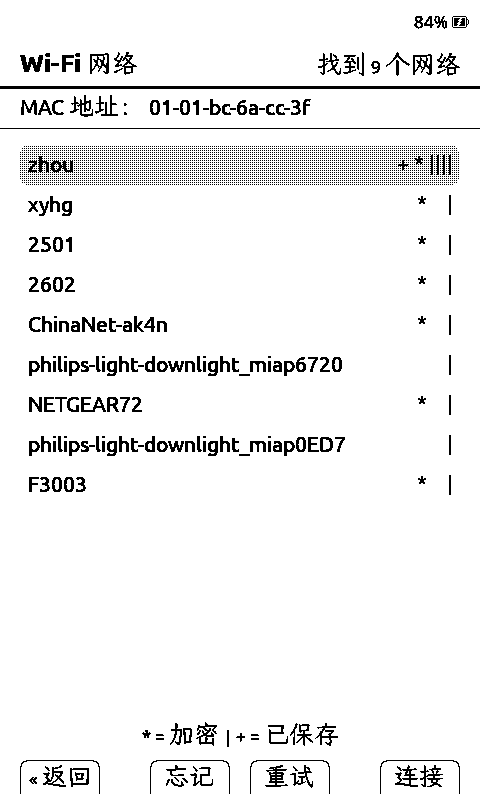 84%
Wi-Fi 网络 找到 9 个网络
MAC 地址： 01-01-bc-6a-cc-3f
zhou + * ||||
xyhg * |
2501 * |
2602 * |
ChinaNet-ak4n * |
philips-light-downlight_miap6720 |
NETGEAR72 * |
philips-light-downlight_miap0ED7 |
F3003 * |
* = 加密 | + = 已保存
« 返回 忘记 重试 连接